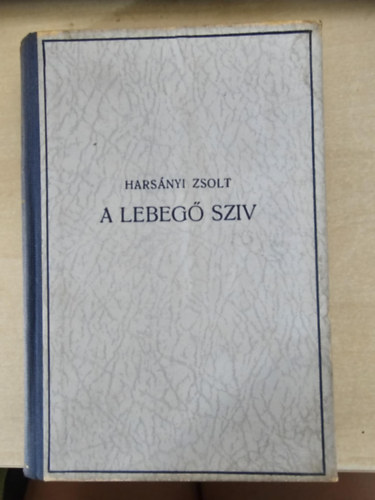 HARSÁNYI ZSOLT
A LEBEGŐ SZIV